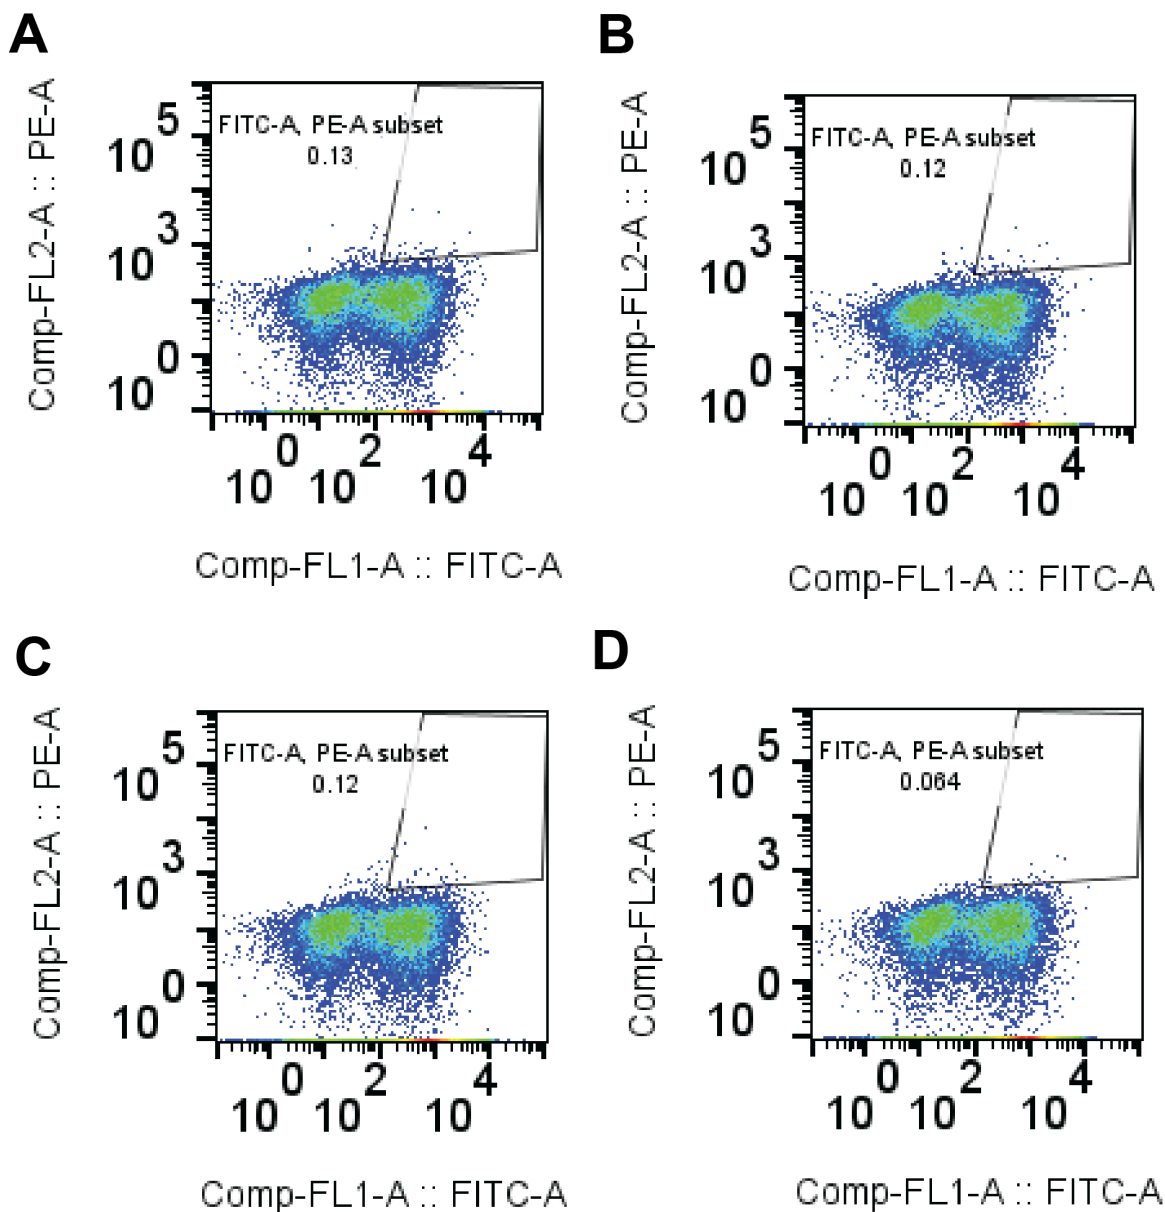 A
Comp-FL2-A :: PE-A
10 5
10 3
10 0
FITC-A, PE-A subset
0.13
10 0 10 2 10 4
Comp-FL1-A :: FITC-A
B
Comp-FL2-A :: PE-A
10 5
10 3
10 0
FITC-A, PE-A subset
0.12
10 0 10 2 10 4
Comp-FL1-A :: FITC-A
C
Comp-FL2-A :: PE-A
10 5
10 3
10 0
FITC-A, PE-A subset
0.12
10 0 10 2 10 4
Comp-FL1-A :: FITC-A
D
Comp-FL2-A :: PE-A
10 5
10 3
10 0
FITC-A, PE-A subset
0.064
10 0 10 2 10 4
Comp-FL1-A :: FITC-A